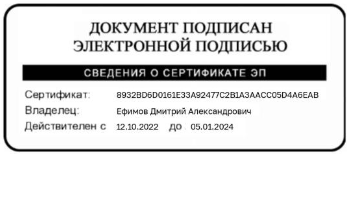 ДОКУМЕНТ ПОДПИСАН
ЭЛЕКТРОННОЙ ПОДПИСЬЮ
СВЕДЕНИЯ О СЕРТИФИКАТЕ ЭП
Сертификат: 8932BD6D0161E33A92477C2B1A3AACC05D4A6EAB
Владелец: Ефимов Дмитрий Александрович
Действителен с 12.10.2022 до 05.01.2024